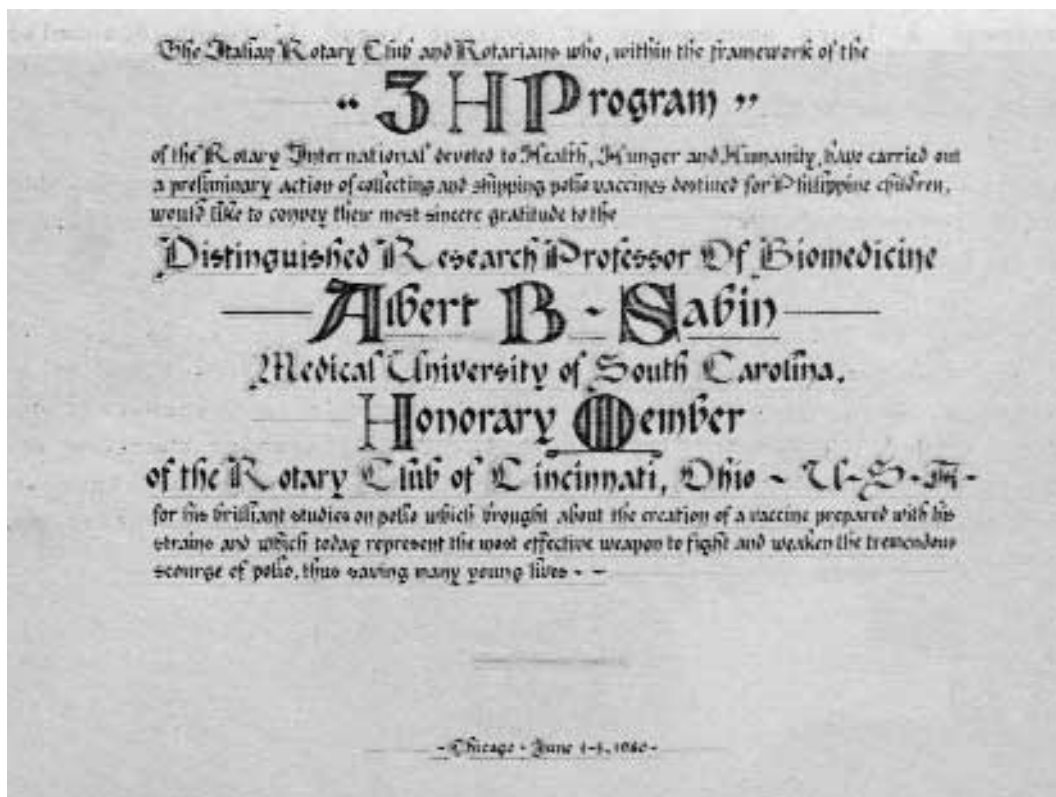 The Italian Rotary Club and Rotarians who, within the framework of the
“ 3 H Program ”
of the Rotary International devoted to Health, Hunger and Humanity, have carried out
a preliminary action of collecting and shipping polio vaccines destined for Philippine children,
would like to convey their most sincere gratitude to the
Distinguished Research Professor Of Biomedicine
Albert B - Sabin
Medical University of South Carolina.
Honorary Member
of the Rotary Club of Cincinnati, Ohio - U-S-A-
for his brilliant studies on polio which brought about the creation of a vaccine prepared with his
strains and which today represent the most effective weapon to fight and weaken the tremendous
scourge of polio, thus saving many young lives - -
- Chicago - June